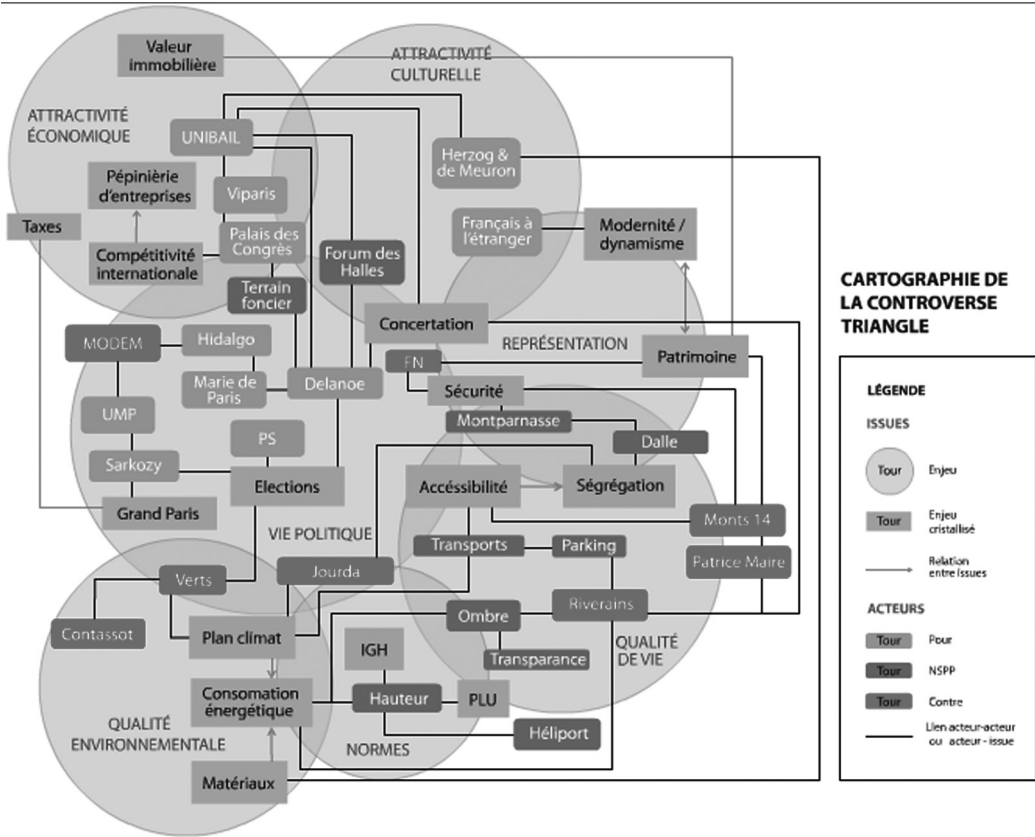 Valeur
immobilière
ATTRACTIVITÉ
CULTURELLE
ATTRACTIVITÉ
ÉCONOMIQUE
UNIBAIL
Herzog &
de Meuron
Pépinièrie
d'entreprises
Viparis
Taxes
Palais des
Congrès
Français à
l'étranger
Modernité /
dynamisme
Compétitivité
internationale
Forum des
Halles
Terrain
foncier
Concertation
MODEM
Hidalgo
REPRÉSENTATION
Patrimoine
FN
Marie de
Paris
Delanoe
Sécurité
UMP
Montparnasse
PS
Dalle
Sarkozy
Elections
Accéssibilité
Ségrégation
Grand Paris
Monts 14
VIE POLITIQUE
Transports
Parking
Patrice Maire
Verts
Jourda
Contassot
Plan climat
Ombre
Riverains
IGH
QUALITÉ
DE VIE
Transparance
Consomation
énergétique
Hauteur
PLU
QUALITÉ
ENVIRONNEMENTALE
NORMES
Héliport
Matériaux
CARTOGRAPHIE DE
LA CONTROVERSE
TRIANGLE
LÉGENDE
ISSUES
Tour Enjeu
Tour Enjeu
cristallisé
Relation
entre issues
ACTEURS
Tour Pour
Tour NSPP
Tour Contre
Lien acteur-acteur
ou acteur - issue